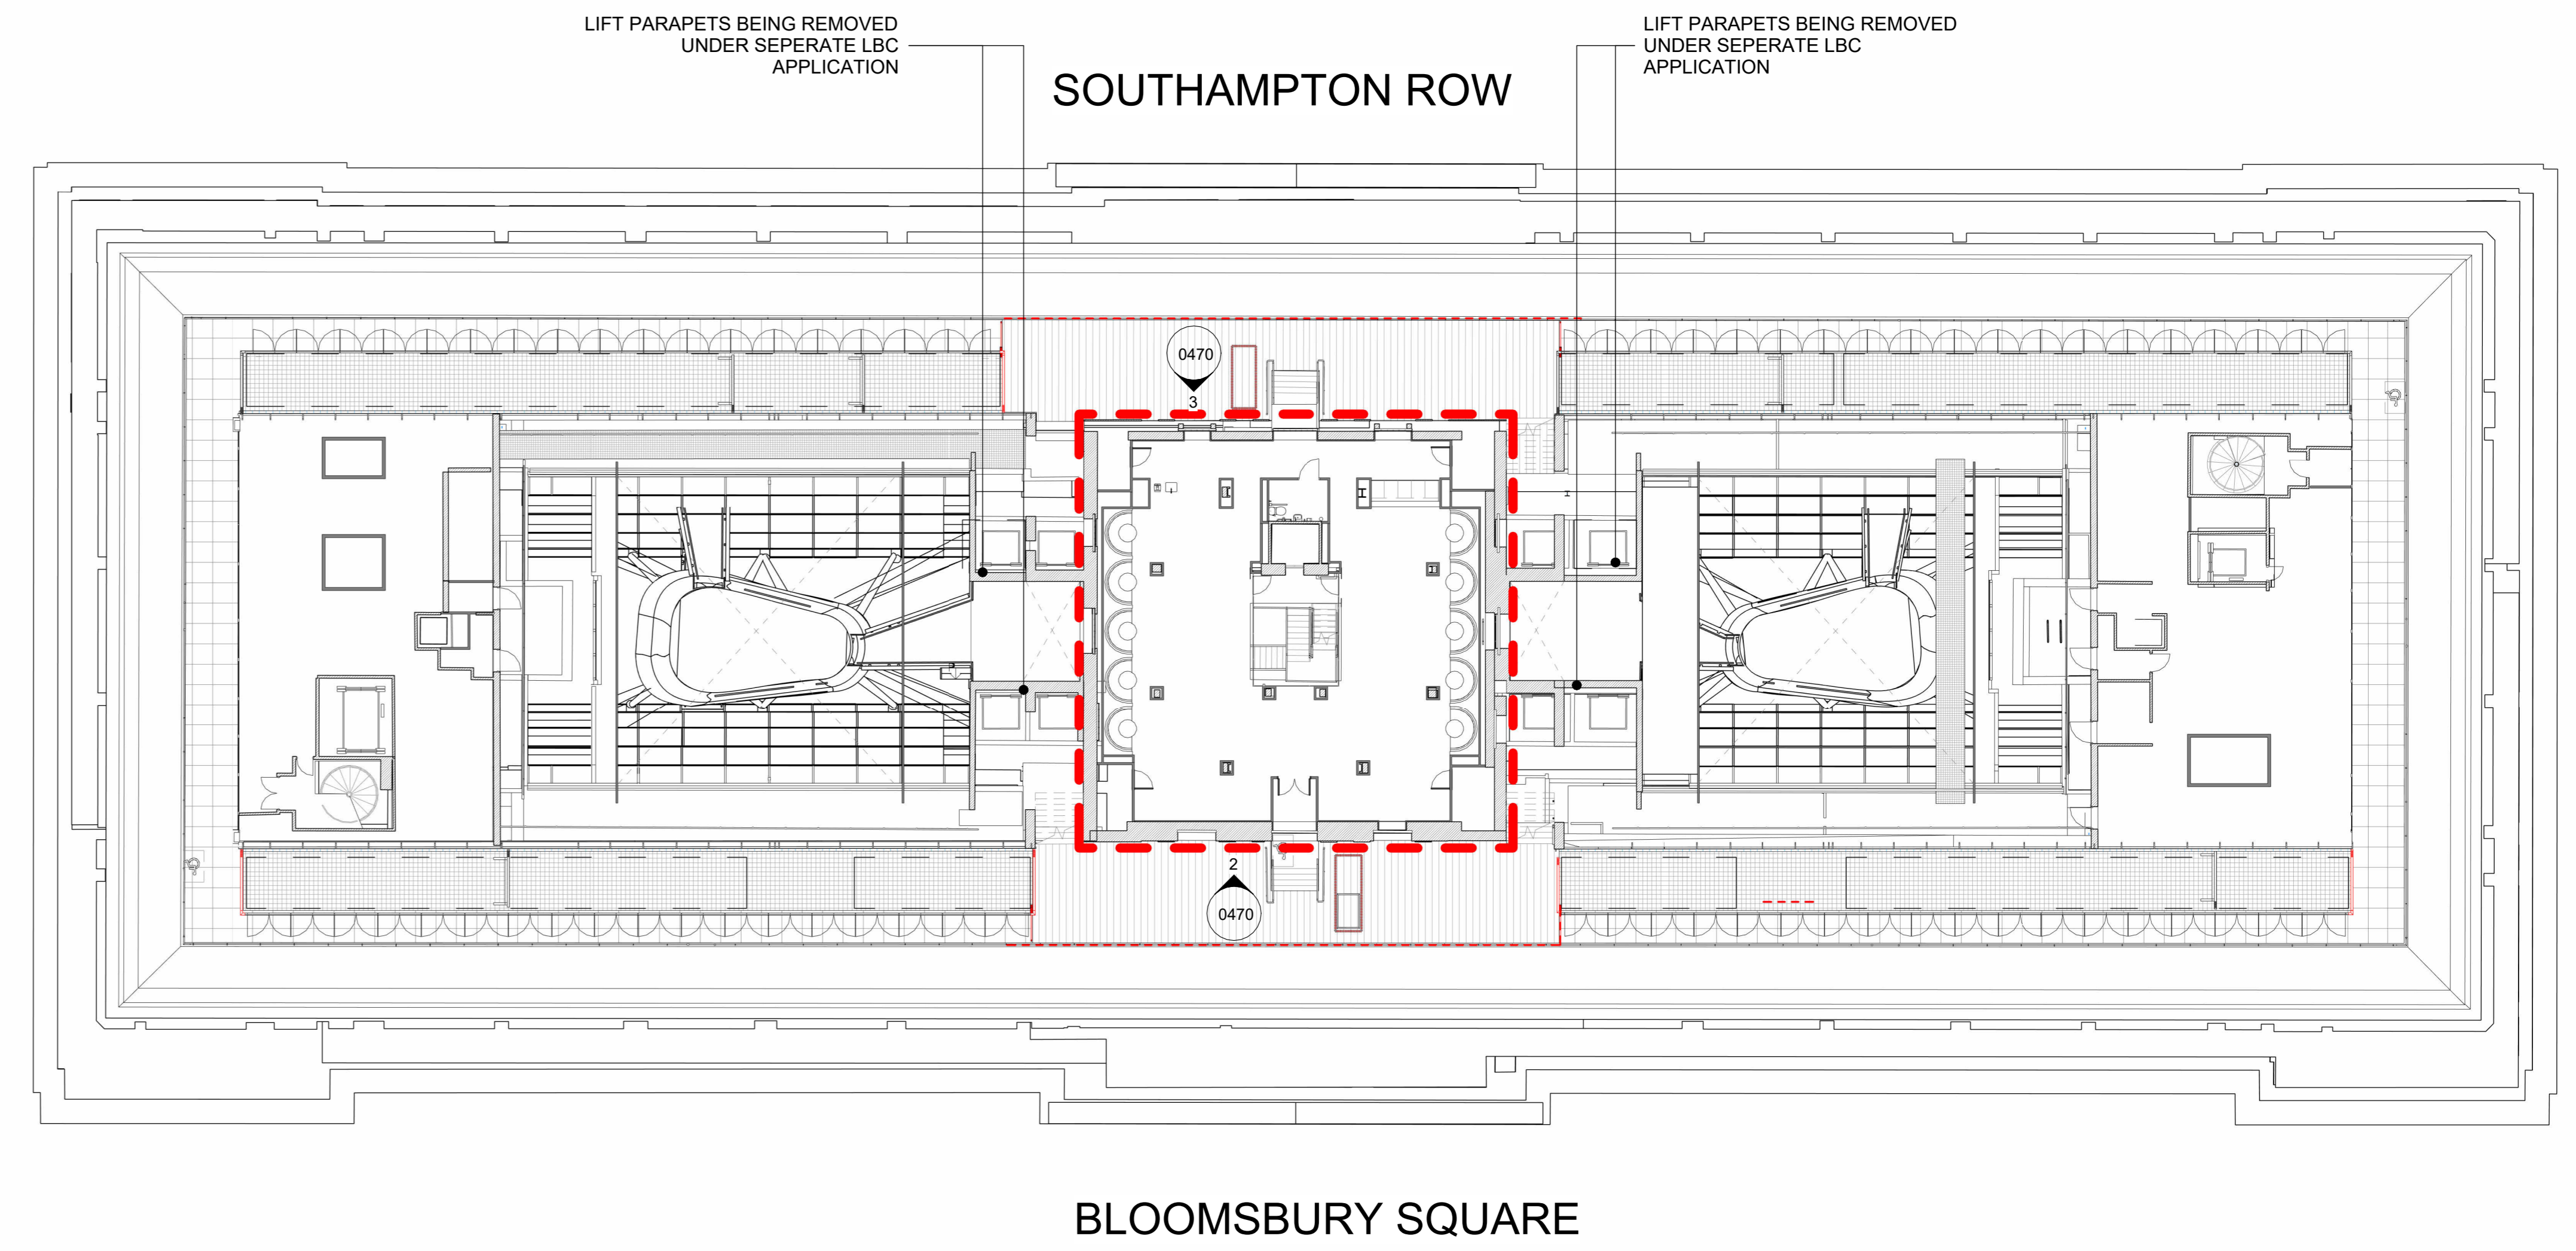 LIFT PARAPETS BEING REMOVED
UNDER SEPERATE LBC
APPLICATION
LIFT PARAPETS BEING REMOVED
UNDER SEPERATE LBC
APPLICATION
SOUTHAMPTON ROW
0470
3
2
0470
BLOOMSBURY SQUARE